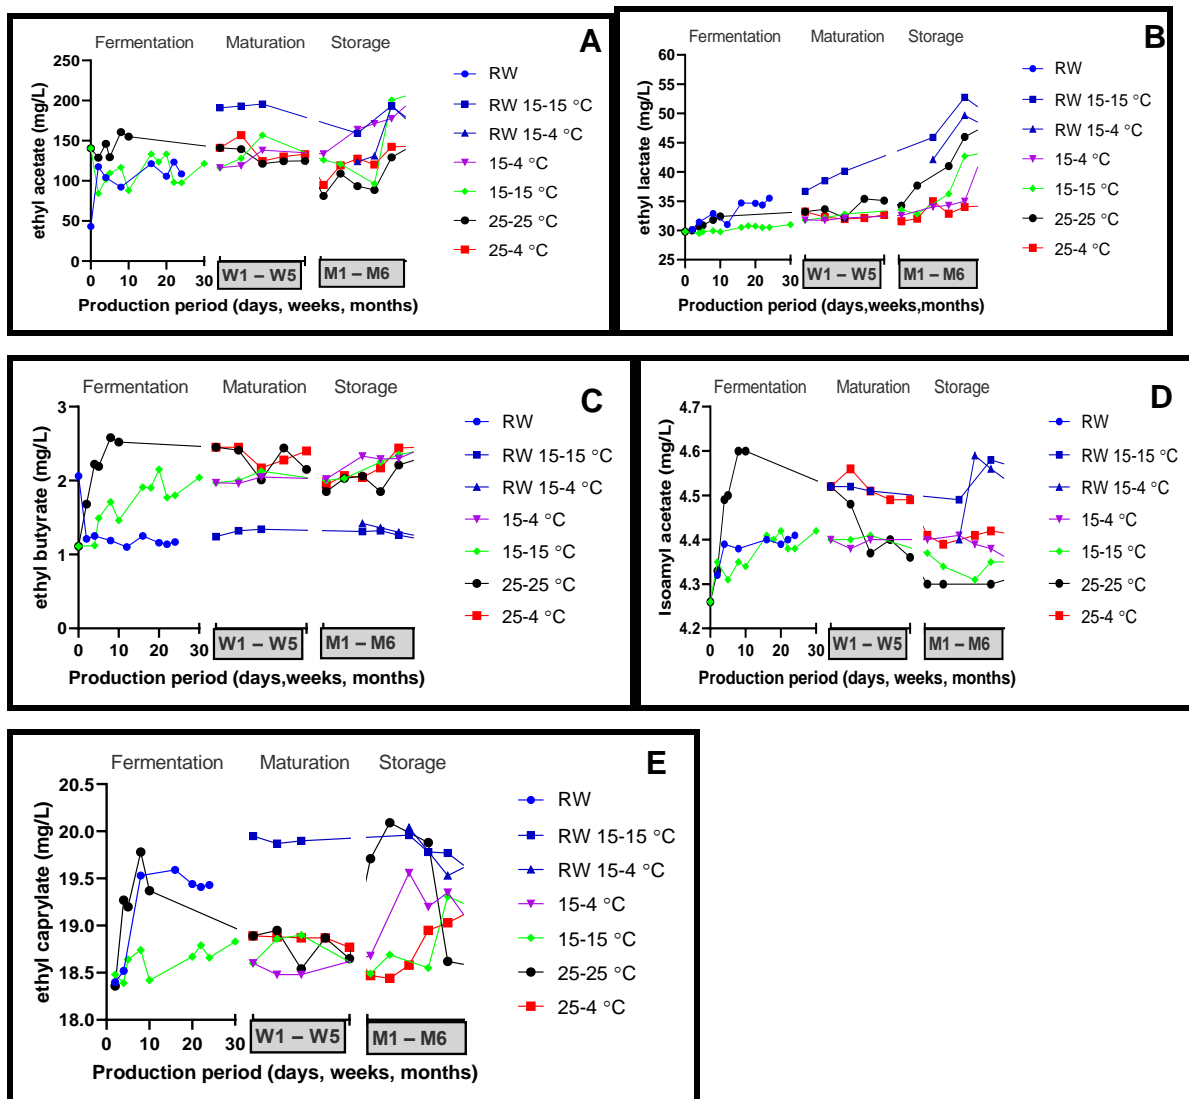 Fermentation Maturation Storage A
ethyl acetate (mg/L)
250
200
150
100
50
0
0 10 20 30
W1 – W5
M1 – M6
Production period (days, weeks, months)
RW
RW 15-15 °C
RW 15-4 °C
15-4 °C
15-15 °C
25-25 °C
25-4 °C
Fermentation Maturation Storage B
ethyl lactate (mg/L)
60
55
50
45
40
35
30
25
0 10 20 30
W1 – W5
M1 – M6
Production period (days,weeks,months)
RW
RW 15-15 °C
RW 15-4 °C
15-4 °C
15-15 °C
25-25 °C
25-4 °C
Fermentation Maturation Storage C
ethyl butyrate (mg/L)
3
2
1
0
0 10 20 30
W1 – W5
M1 – M6
Production period (days,weeks, months)
RW
RW 15-15 °C
RW 15-4 °C
15-4 °C
15-15 °C
25-25 °C
25-4 °C
Fermentation Maturation Storage D
Isoamyl acetate (mg/L)
4.7
4.6
4.5
4.4
4.3
4.2
0 10 20 30
W1 – W5
M1 – M6
Production period (days, weeks, months)
RW
RW 15-15 °C
RW 15-4 °C
15-4 °C
15-15 °C
25-25 °C
25-4 °C
Fermentation Maturation Storage E
ethyl caprylate (mg/L)
20.5
20.0
19.5
19.0
18.5
18.0
0 10 20 30
W1 – W5
M1 – M6
Production period (days, weeks, months)
RW
RW 15-15 °C
RW 15-4 °C
15-4 °C
15-15 °C
25-25 °C
25-4 °C